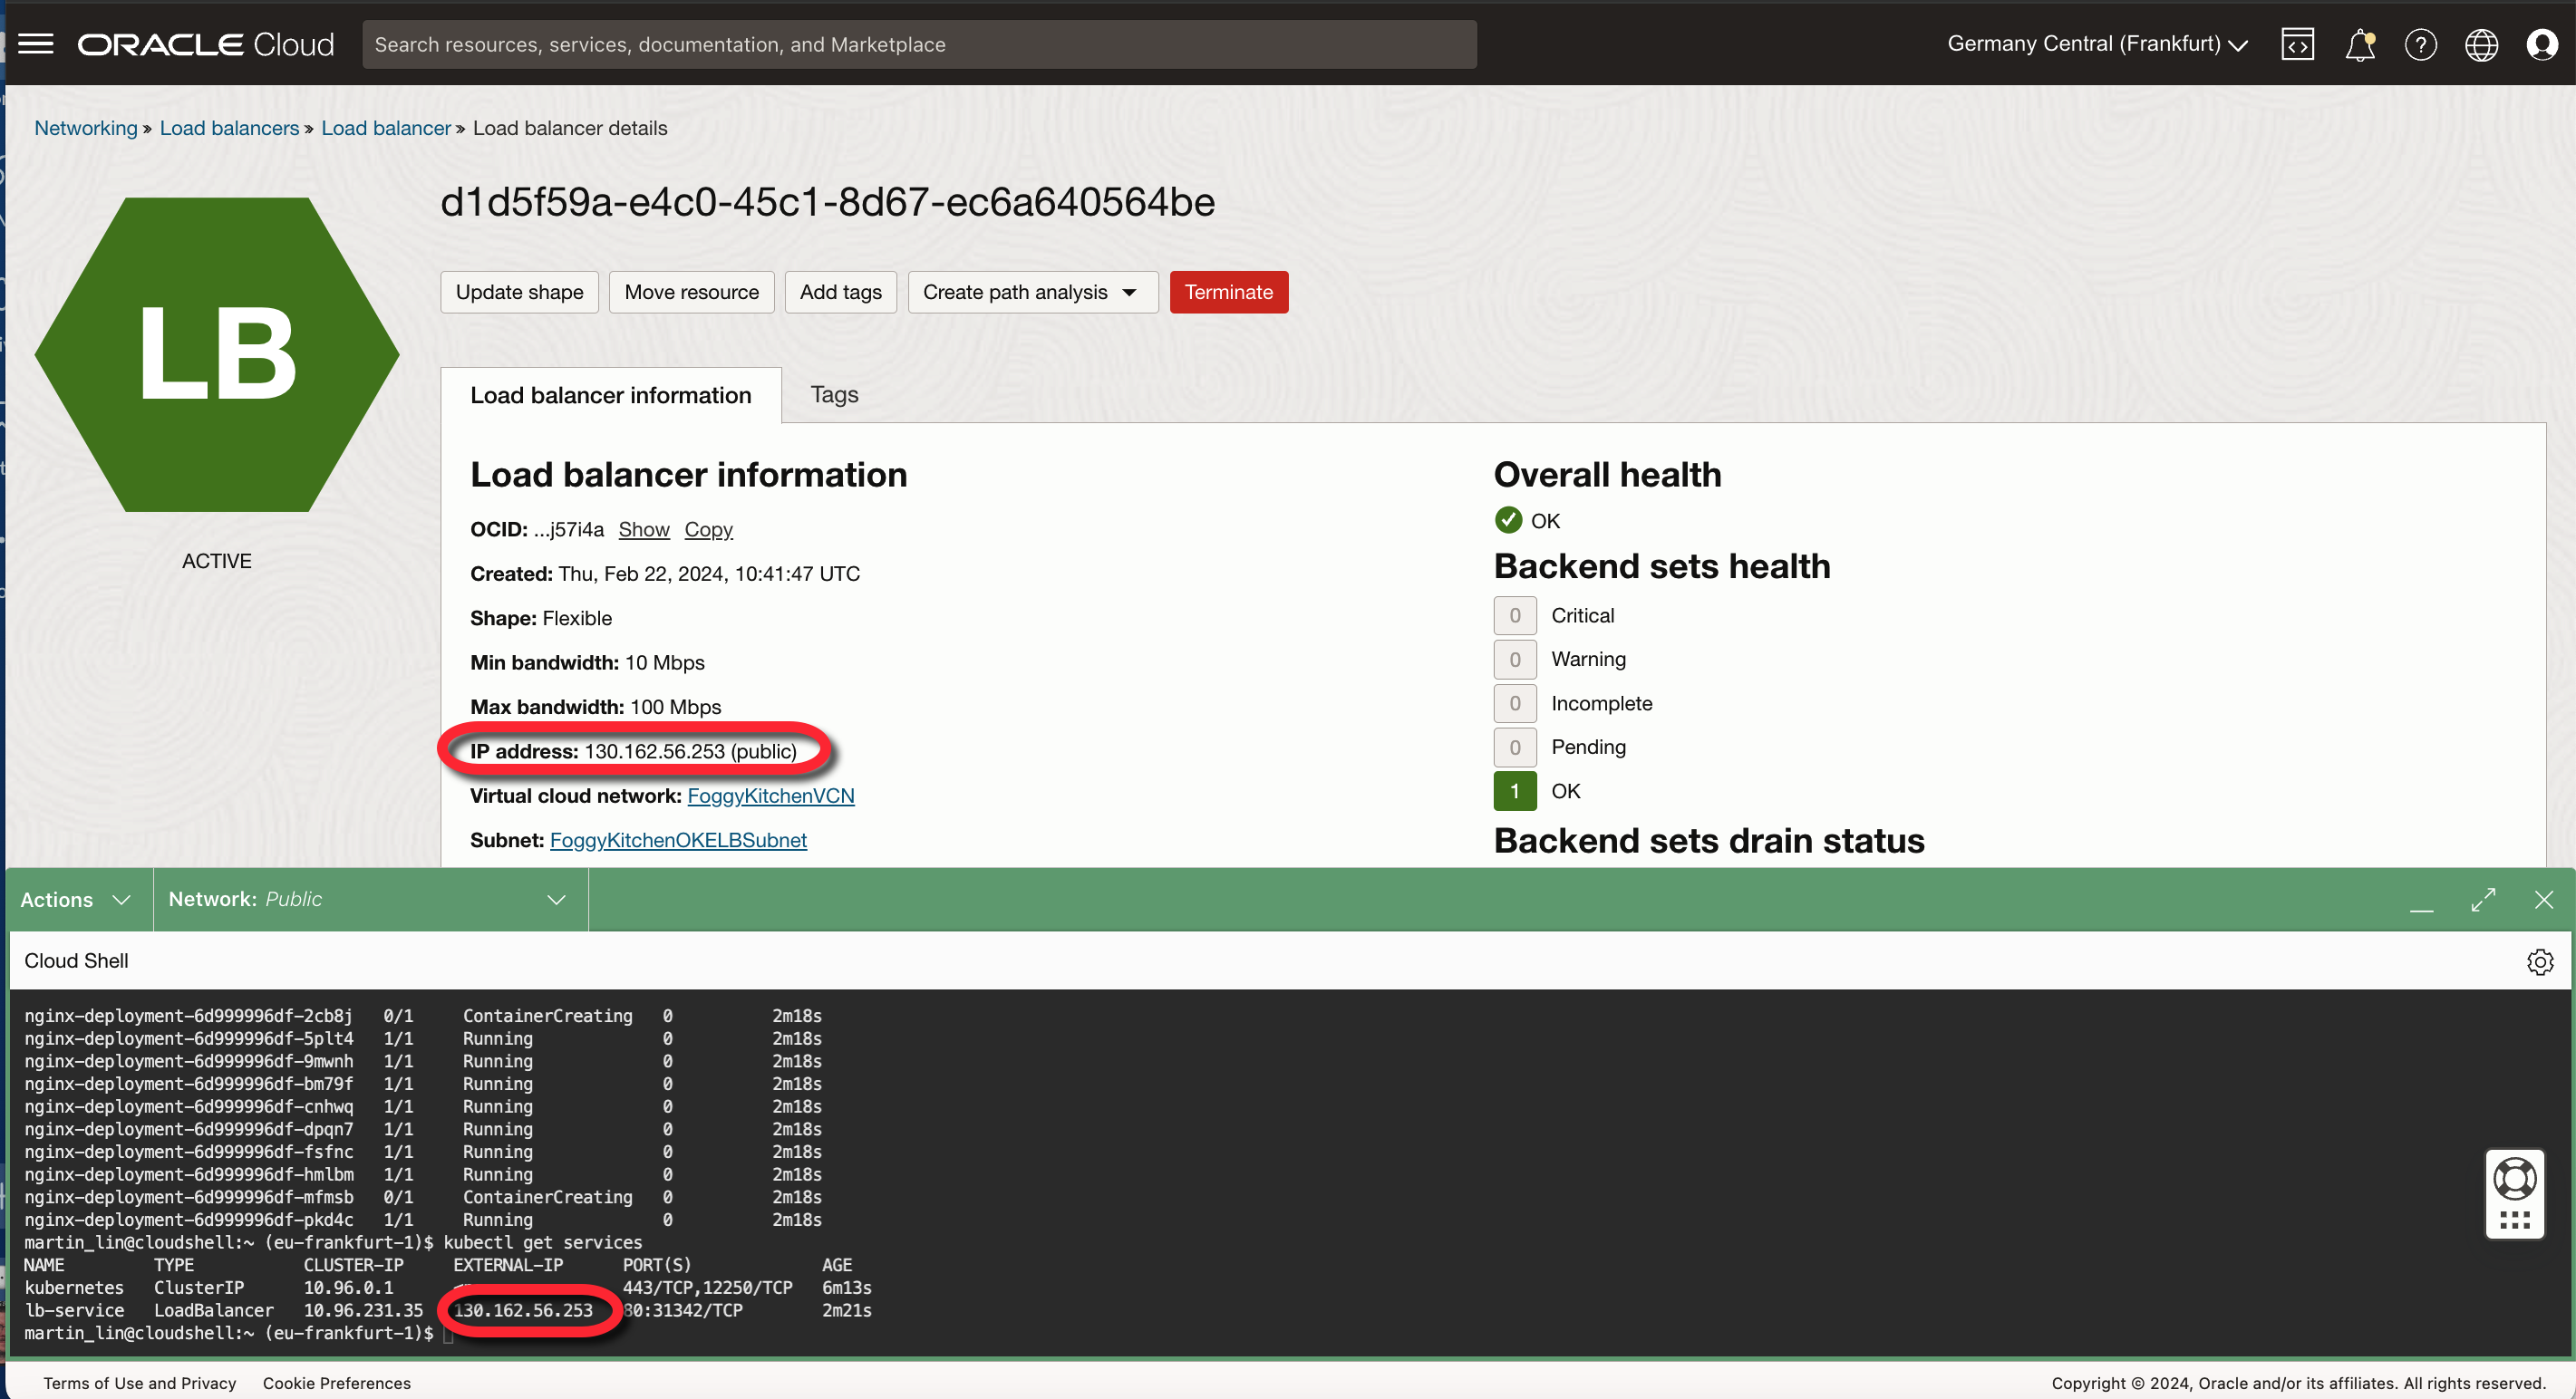 ORACLE Cloud
Search resources, services, documentation, and Marketplace
Germany Central (Frankfurt)
Networking » Load balancers » Load balancer » Load balancer details
LB
ACTIVE
d1d5f59a-e4c0-45c1-8d67-ec6a640564be
Update shape Move resource Add tags Create path analysis Terminate
Load balancer information Tags
Load balancer information
OCID: ...j57i4a Show Copy
Created: Thu, Feb 22, 2024, 10:41:47 UTC
Shape: Flexible
Min bandwidth: 10 Mbps
Max bandwidth: 100 Mbps
IP address: 130.162.56.253 (public)
Virtual cloud network: FoggyKitchenVCN
Subnet: FoggyKitchenOKELBSubnet
Overall health
OK
Backend sets health
0 Critical
0 Warning
0 Incomplete
0 Pending
1 OK
Backend sets drain status
Actions Network: Public
Cloud Shell
nginx-deployment-6d999996df-2cb8j 0/1 ContainerCreating 0 2m18s
nginx-deployment-6d999996df-5plt4 1/1 Running 0 2m18s
nginx-deployment-6d999996df-9mwnh 1/1 Running 0 2m18s
nginx-deployment-6d999996df-bm79f 1/1 Running 0 2m18s
nginx-deployment-6d999996df-cnhwq 1/1 Running 0 2m18s
nginx-deployment-6d999996df-dpqn7 1/1 Running 0 2m18s
nginx-deployment-6d999996df-fsfnc 1/1 Running 0 2m18s
nginx-deployment-6d999996df-hmlbm 1/1 Running 0 2m18s
nginx-deployment-6d999996df-mfmsb 0/1 ContainerCreating 0 2m18s
nginx-deployment-6d999996df-pkd4c 1/1 Running 0 2m18s
martin_lin@cloudshell:~ (eu-frankfurt-1)$ kubectl get services
NAME TYPE CLUSTER-IP EXTERNAL-IP PORT(S) AGE
kubernetes ClusterIP 10.96.0.1 443/TCP,12250/TCP 6m13s
lb-service LoadBalancer 10.96.231.35 130.162.56.253 80:31342/TCP 2m21s
martin_lin@cloudshell:~ (eu-frankfurt-1)$
Terms of Use and Privacy Cookie Preferences
Copyright © 2024, Oracle and/or its affiliates. All rights reserved.